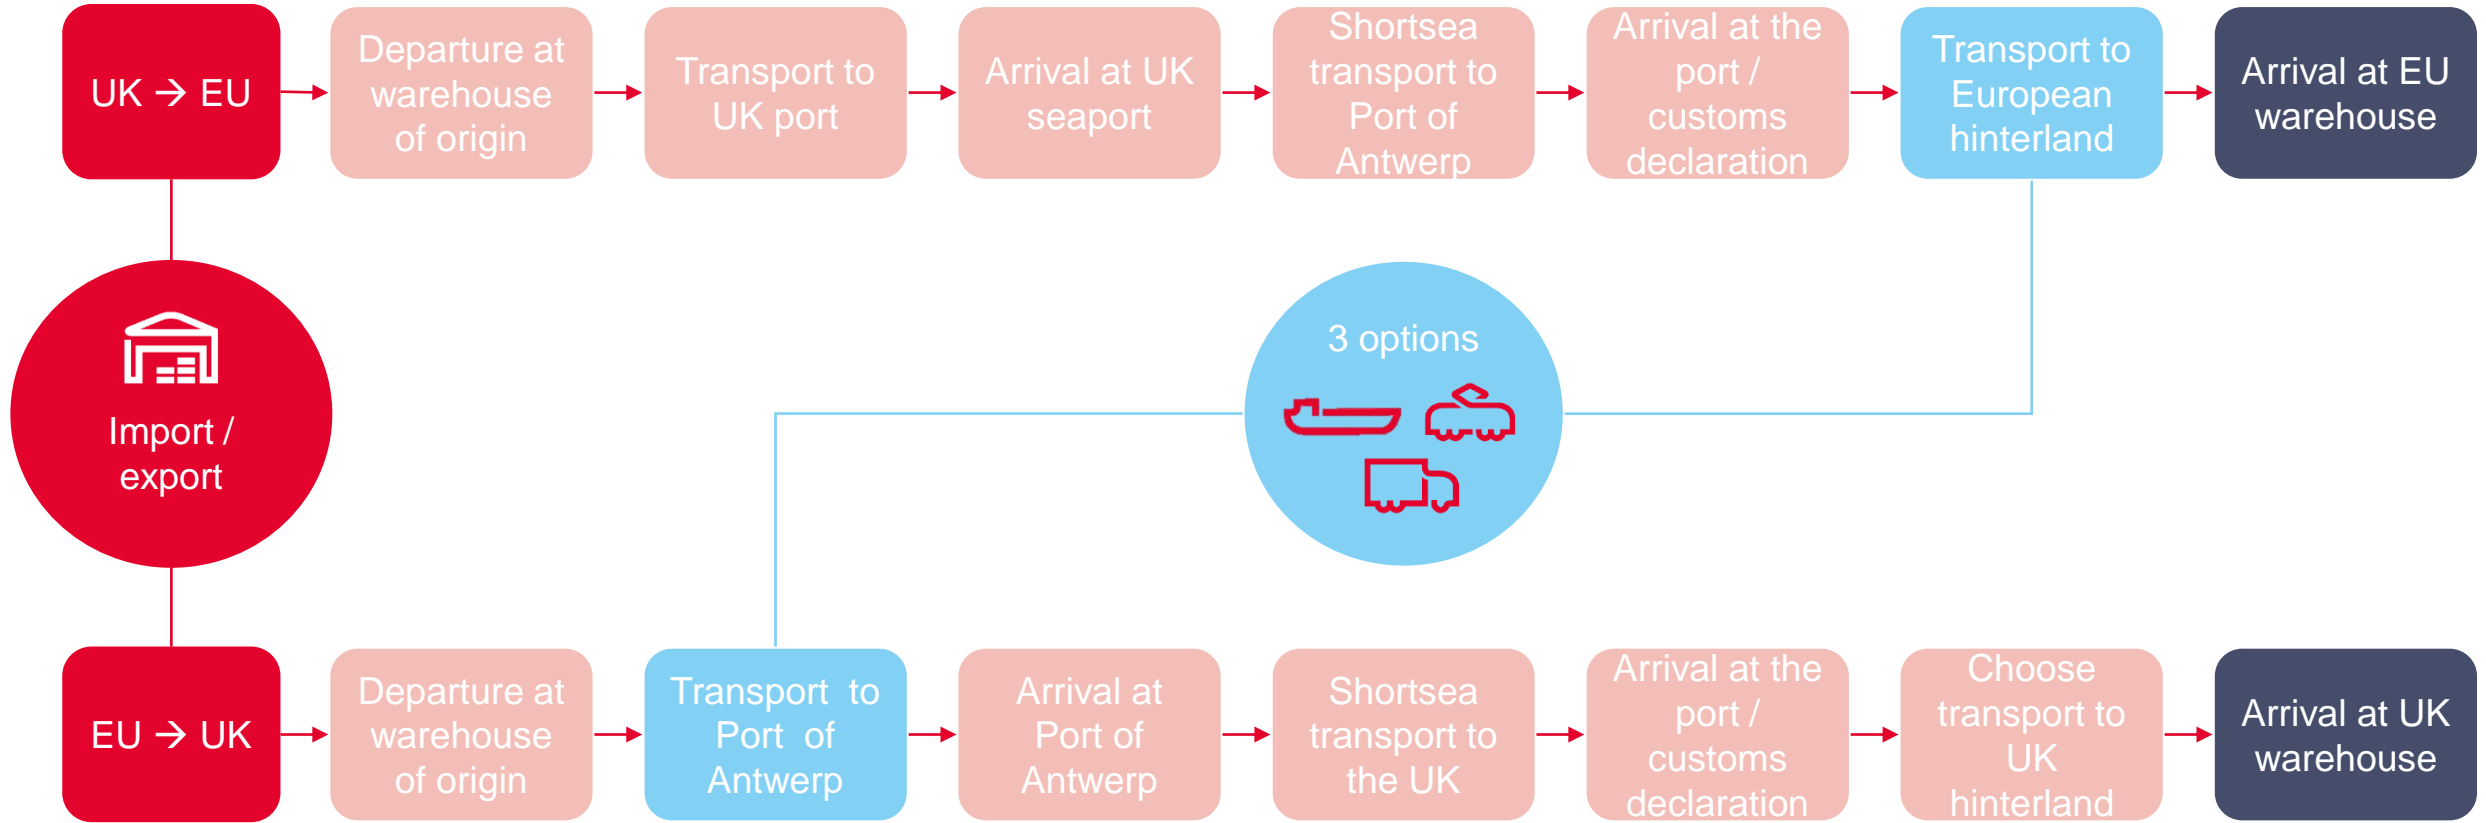 UK → EU
Departure at
warehouse
of origin
Transport to
UK port
Arrival at UK
seaport
Shortsea
transport to
Port of
Antwerp
Arrival at the
port /
customs
declaration
Transport to
European
hinterland
Arrival at EU
warehouse
Import /
export
3 options
EU → UK
Departure at
warehouse
of origin
Transport  to
Port  of
Antwerp
Arrival at
Port of
Antwerp
Shortsea
transport to
the UK
Arrival at the
port /
customs
declaration
Choose
transport to
UK
hinterland
Arrival at UK
warehouse